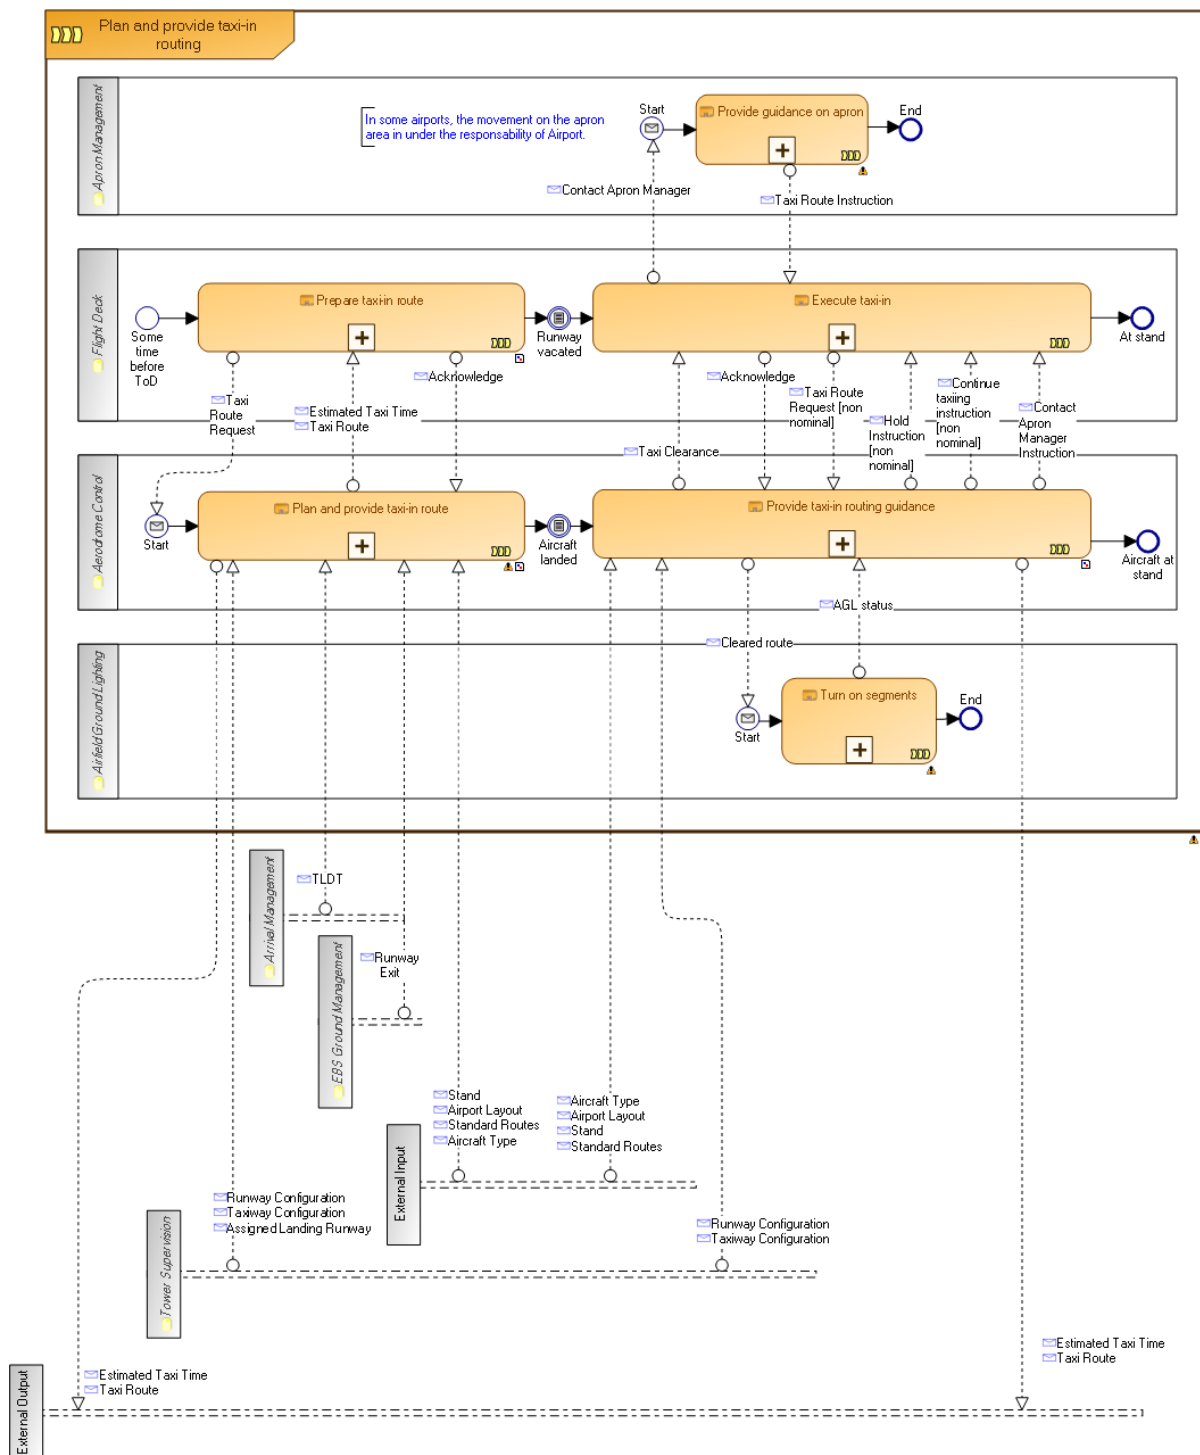 Plan and provide taxi-in
routing
Apron Management
In some airports, the movement on the apron
area in under the responsability of Airport.
Start
Provide guidance on apron
End
Contact Apron Manager
Taxi Route Instruction
Flight Deck
Some
time
before
ToD
Prepare taxi-in route
Runway
vacated
Execute taxi-in
At stand
Taxi
Route
Request
Estimated Taxi Time
Taxi Route
Acknowledge
Taxi Clearance
Acknowledge
Taxi Route
Request [non
nominal]
Hold
Instruction
[non
nominal]
Continue
taxiing
instruction
[non
nominal]
Contact
Apron
Manager
Instruction
Aerodrome Control
Start
Plan and provide taxi-in route
Aircraft
landed
Provide taxi-in routing guidance
Aircraft at
stand
AGL status
Cleared route
Airfield Ground Lighting
Start
Turn on segments
End
Arrival Management
TLDT
EBS Ground Management
Runway
Exit
External Input
Stand
Airport Layout
Standard Routes
Aircraft Type
Aircraft Type
Airport Layout
Stand
Standard Routes
Tower Supervision
Runway Configuration
Taxiway Configuration
Assigned Landing Runway
Runway Configuration
Taxiway Configuration
External Output
Estimated Taxi Time
Taxi Route
Estimated Taxi Time
Taxi Route